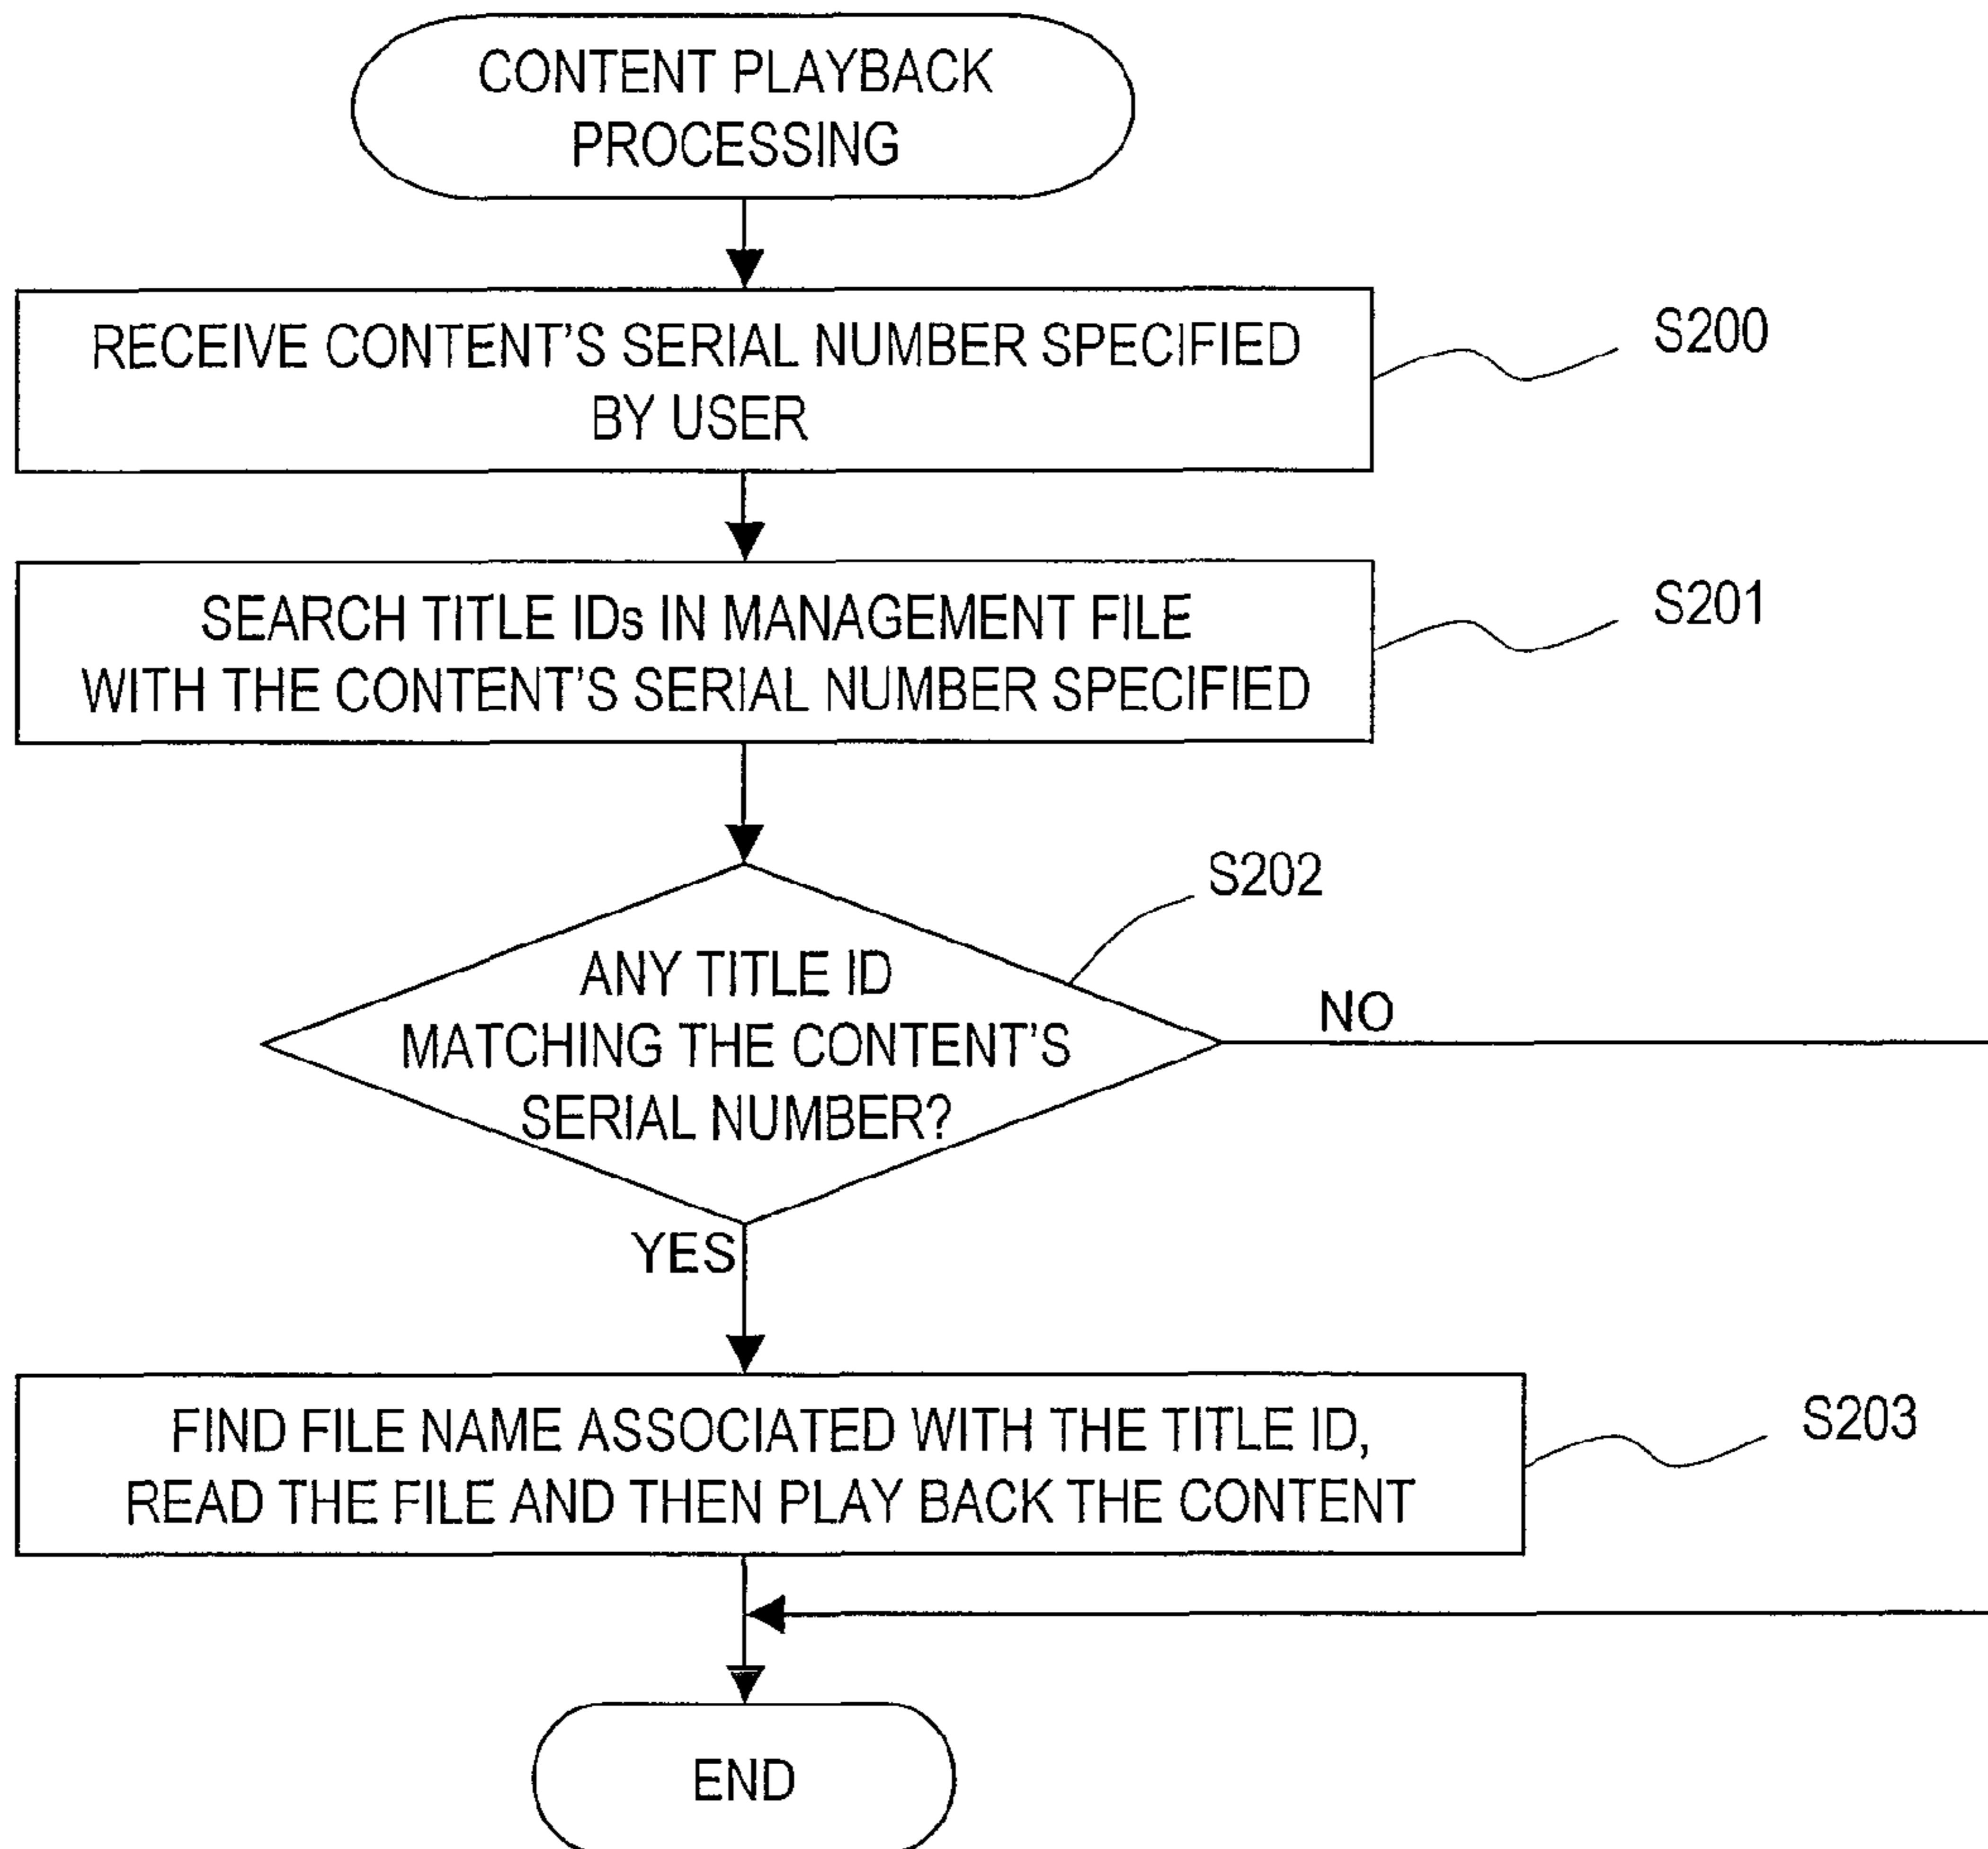 CONTENT PLAYBACK
PROCESSING
RECEIVE CONTENT'S SERIAL NUMBER SPECIFIED
BY USER
S200
SEARCH TITLE IDs IN MANAGEMENT FILE
WITH THE CONTENT'S SERIAL NUMBER SPECIFIED
S201
S202
ANY TITLE ID
MATCHING THE CONTENT'S
SERIAL NUMBER?
NO
YES
FIND FILE NAME ASSOCIATED WITH THE TITLE ID,
READ THE FILE AND THEN PLAY BACK THE CONTENT
S203
END